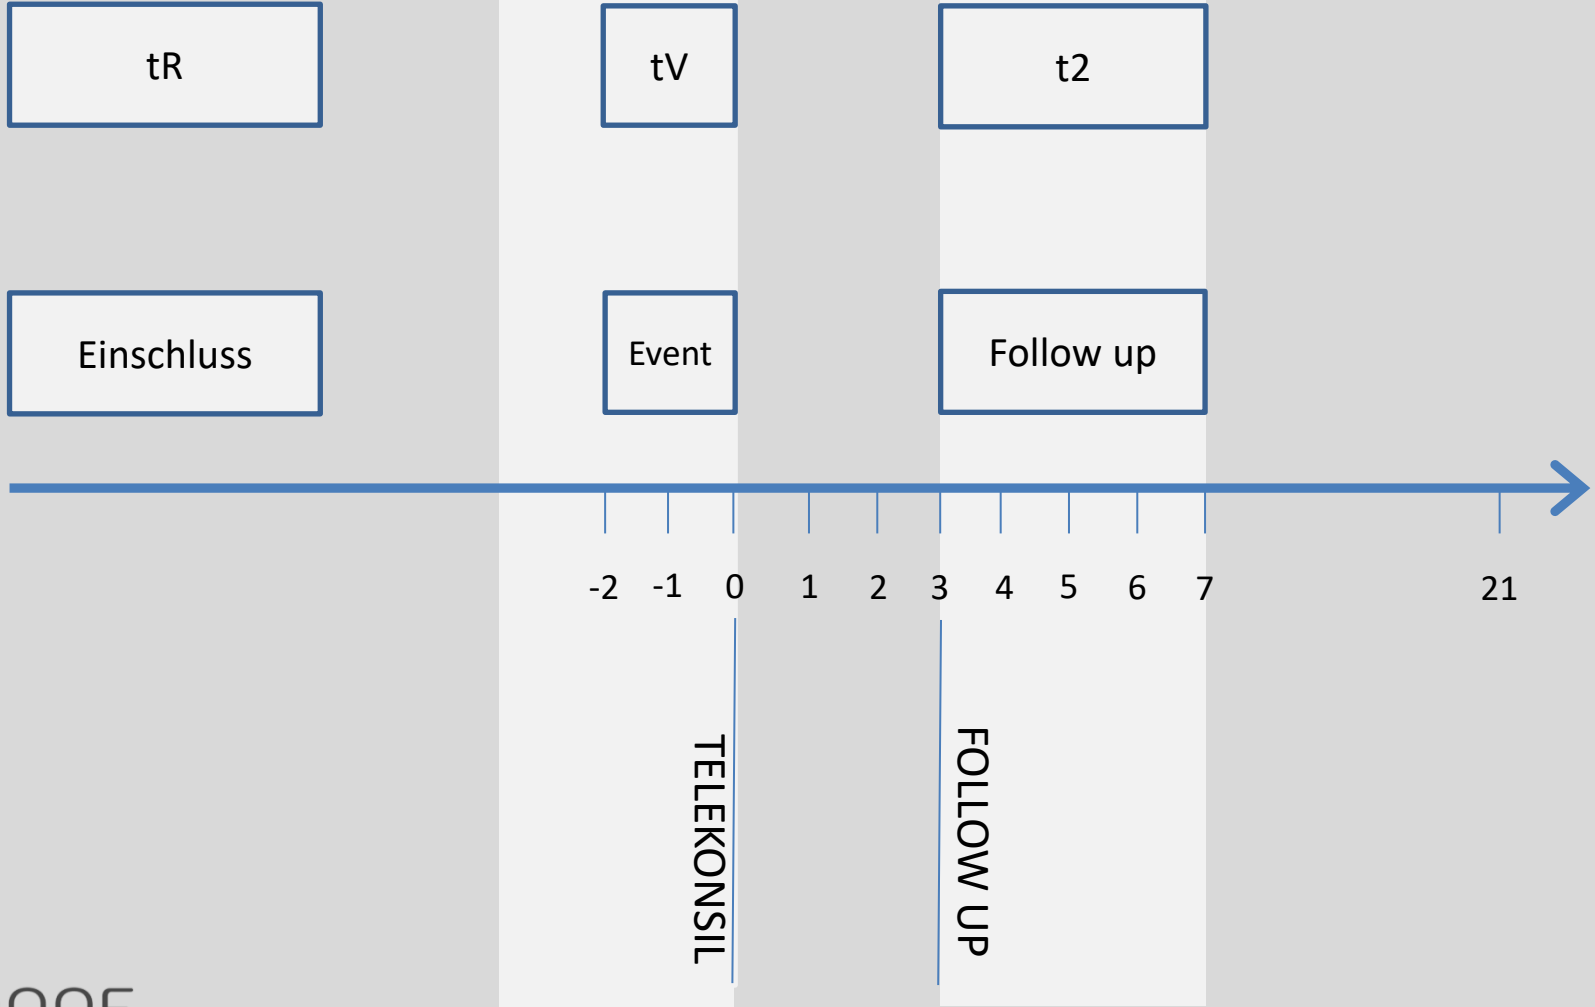 tR
tV
t2
Einschluss
Event
Follow up
-2 -1 0 1 2 3 4 5 6 7 21
TELEKONSIL
FOLLOW UP